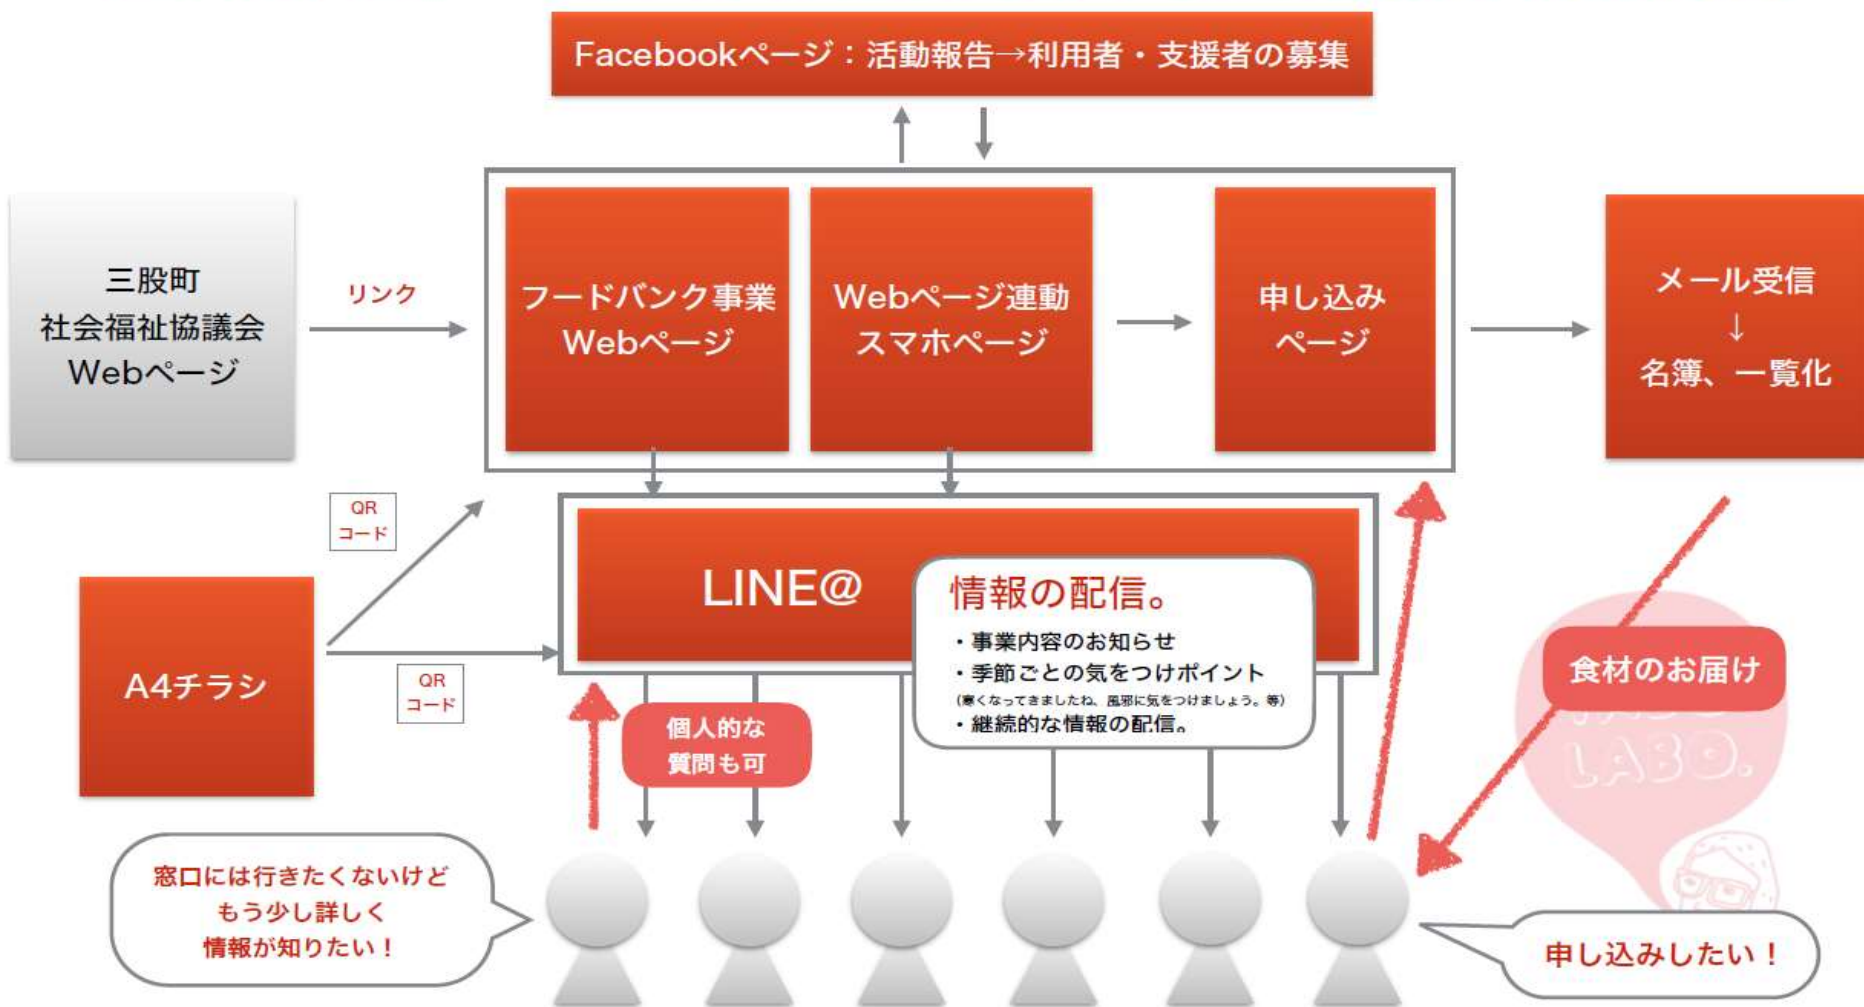 Facebookページ：活動報告→利用者・支援者の募集
三股町
社会福祉協議会
Webページ
リンク
フードバンク事業
Webページ
Webページ連動
スマホページ
申し込み
ページ
メール受信
↓
名簿、一覧化
QR
コード
A4チラシ
QR
コード
LINE@
情報の配信。
・事業内容のお知らせ
・季節ごとの気をつけポイント
（寒くなってきましたね、風邪に気をつけましょう。等）
・継続的な情報の配信。
個人的な
質問も可
食材のお届け
LABO.
窓口には行きたくないけど
もう少し詳しく
情報が知りたい！
申し込みしたい！